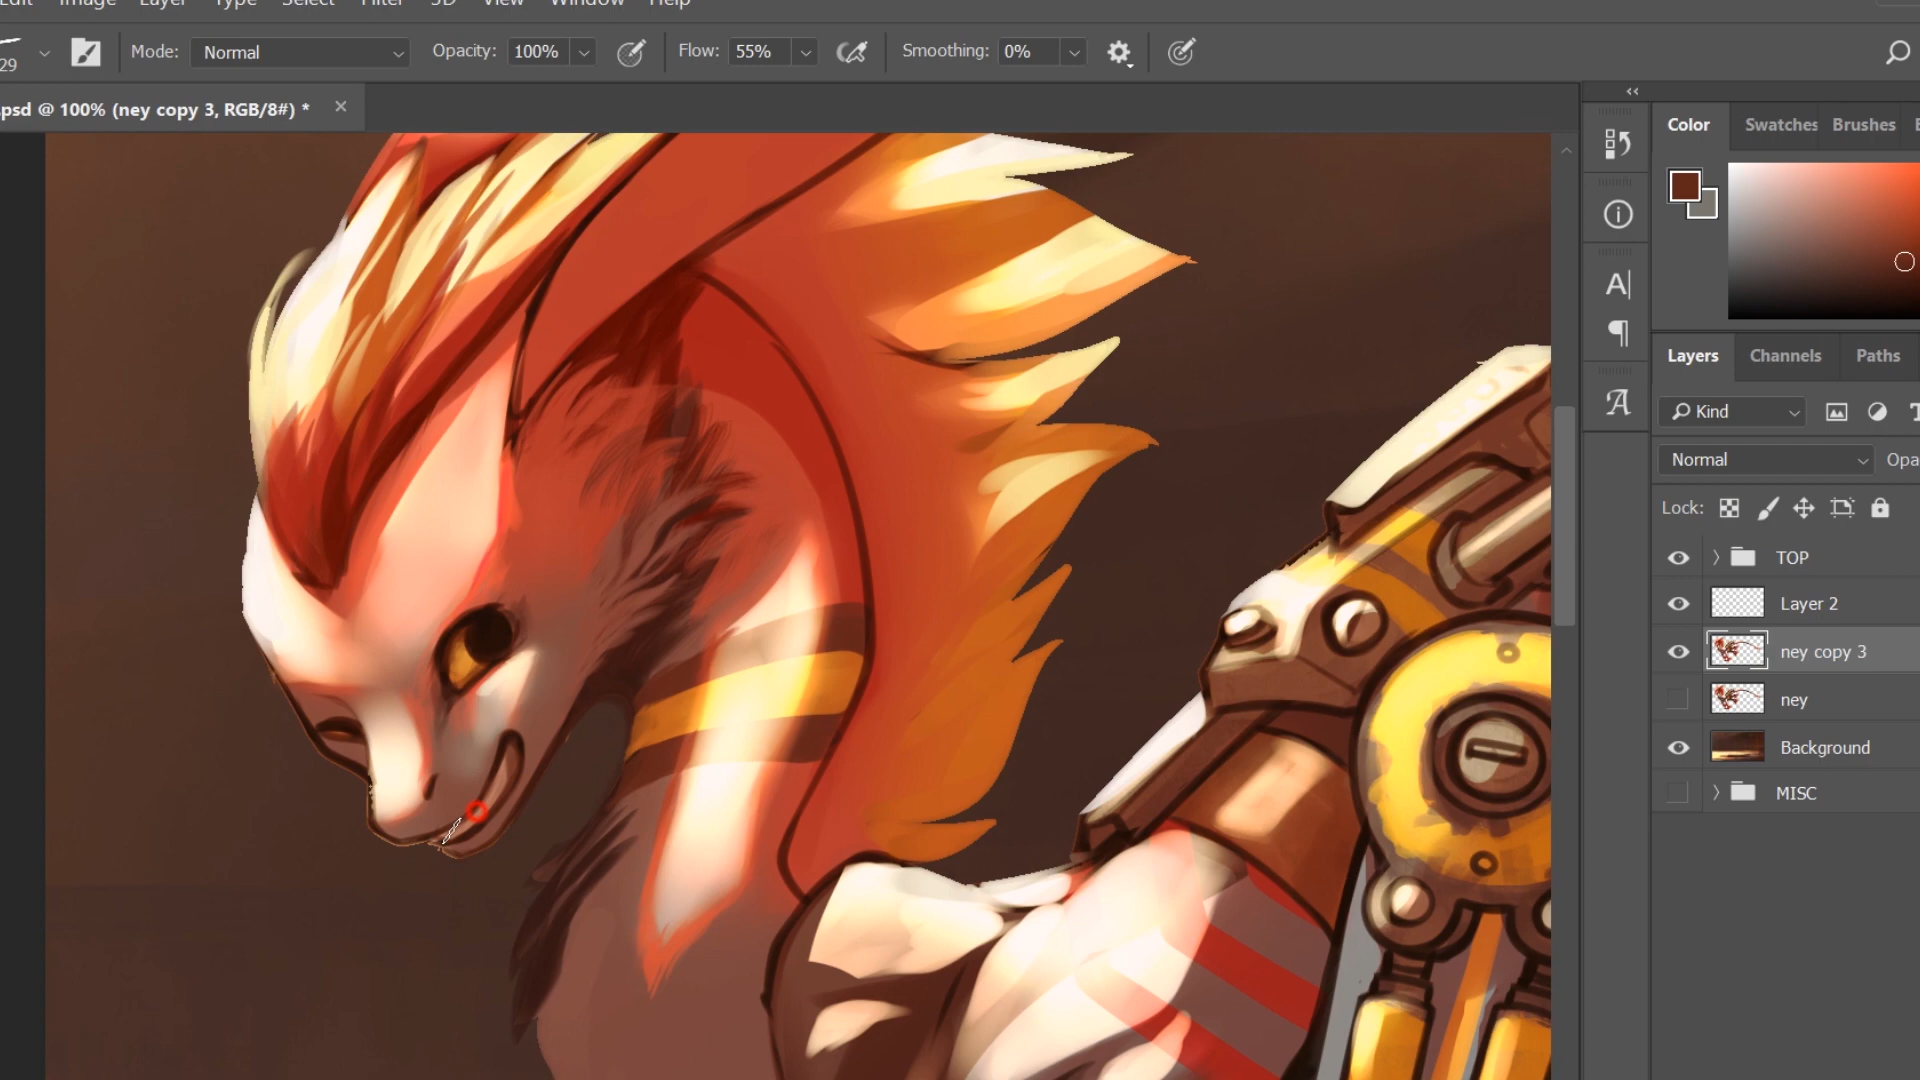 Edit Image Layer Type Select Filter 3D View Window Help
29 Mode: Normal Opacity: 100% Flow: 55% Smoothing: 0%
.psd @ 100% (ney copy 3, RGB/8#) * ×
Color Swatches Brushes
Layers Channels Paths
Kind
Normal Opa
Lock:
TOP
Layer 2
ney copy 3
ney
Background
MISC